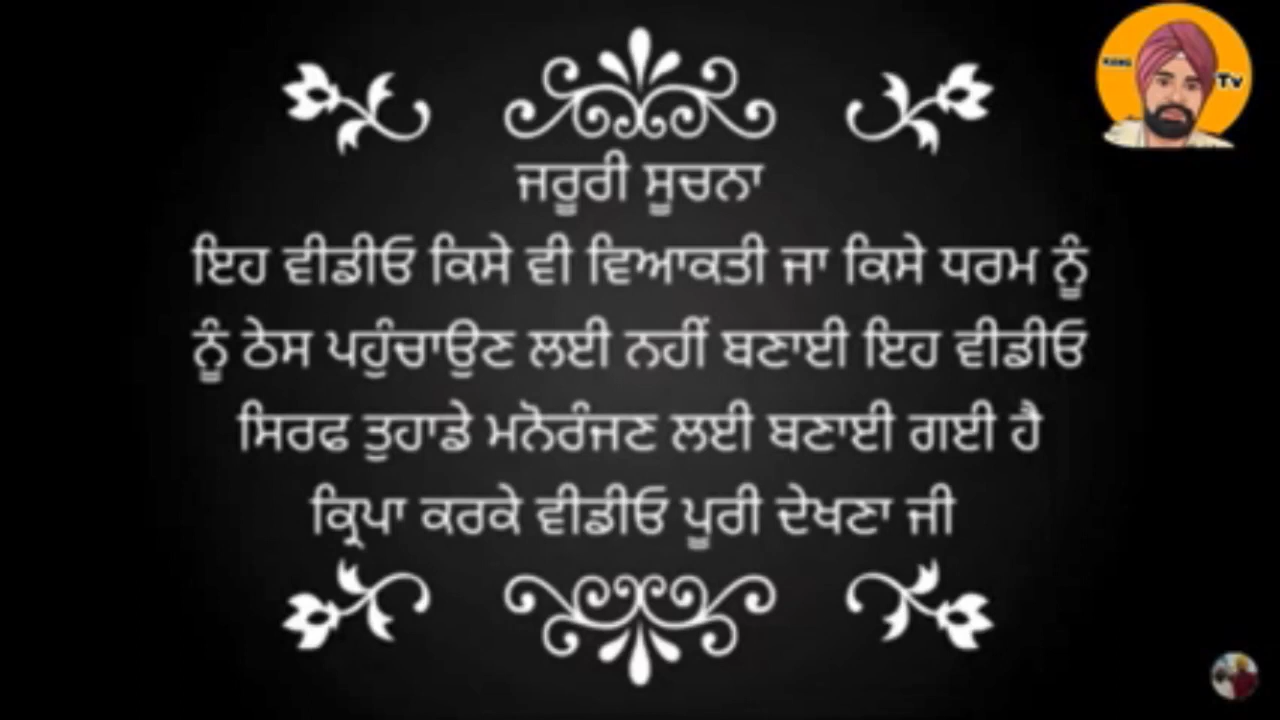 ਜਰੂਰੀ ਸੂਚਨਾ
ਇਹ ਵੀਡੀਓ ਕਿਸੇ ਵੀ ਵਿਆਕਤੀ ਜਾ ਕਿਸੇ ਧਰਮ ਨੂੰ
ਨੂੰ ਠੇਸ ਪਹੁੰਚਾਉਣ ਲਈ ਨਹੀਂ ਬਣਾਈ ਇਹ ਵੀਡੀਓ
ਸਿਰਫ ਤੁਹਾਡੇ ਮਨੋਰੰਜਣ ਲਈ ਬਣਾਈ ਗਈ ਹੈ
ਕ੍ਰਿਪਾ ਕਰਕੇ ਵੀਡੀਓ ਪੂਰੀ ਦੇਖਣਾ ਜੀ
Tv